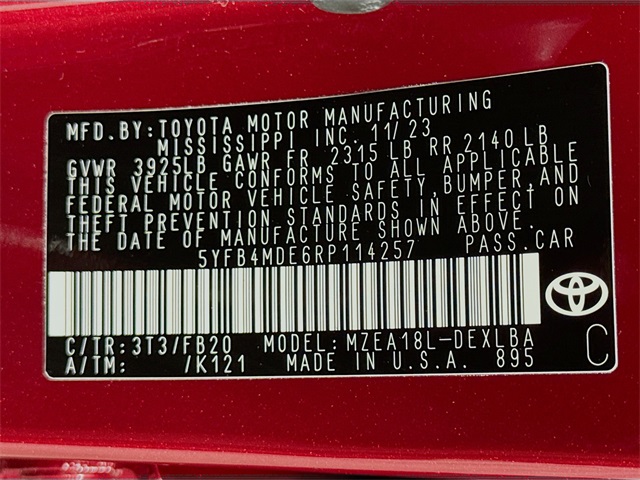 MFD. BY: TOYOTA MOTOR MANUFACTURING
MISSISSIPPI INC. 11/23
GVWR 3925LB GAWR FR 2315 LB RR 2140 LB
THIS VEHICLE CONFORMS TO ALL APPLICABLE
FEDERAL MOTOR VEHICLE SAFETY, BUMPER, AND
THEFT PREVENTION STANDARDS IN EFFECT ON
THE DATE OF MANUFACTURE SHOWN ABOVE.
5YFB4MDE6RP114257 PASS. CAR
C/TR: 3T3/FB20 MODEL: MZEA18L-DEXLBA
A/TM: /K121 MADE IN U.S.A. 895
C